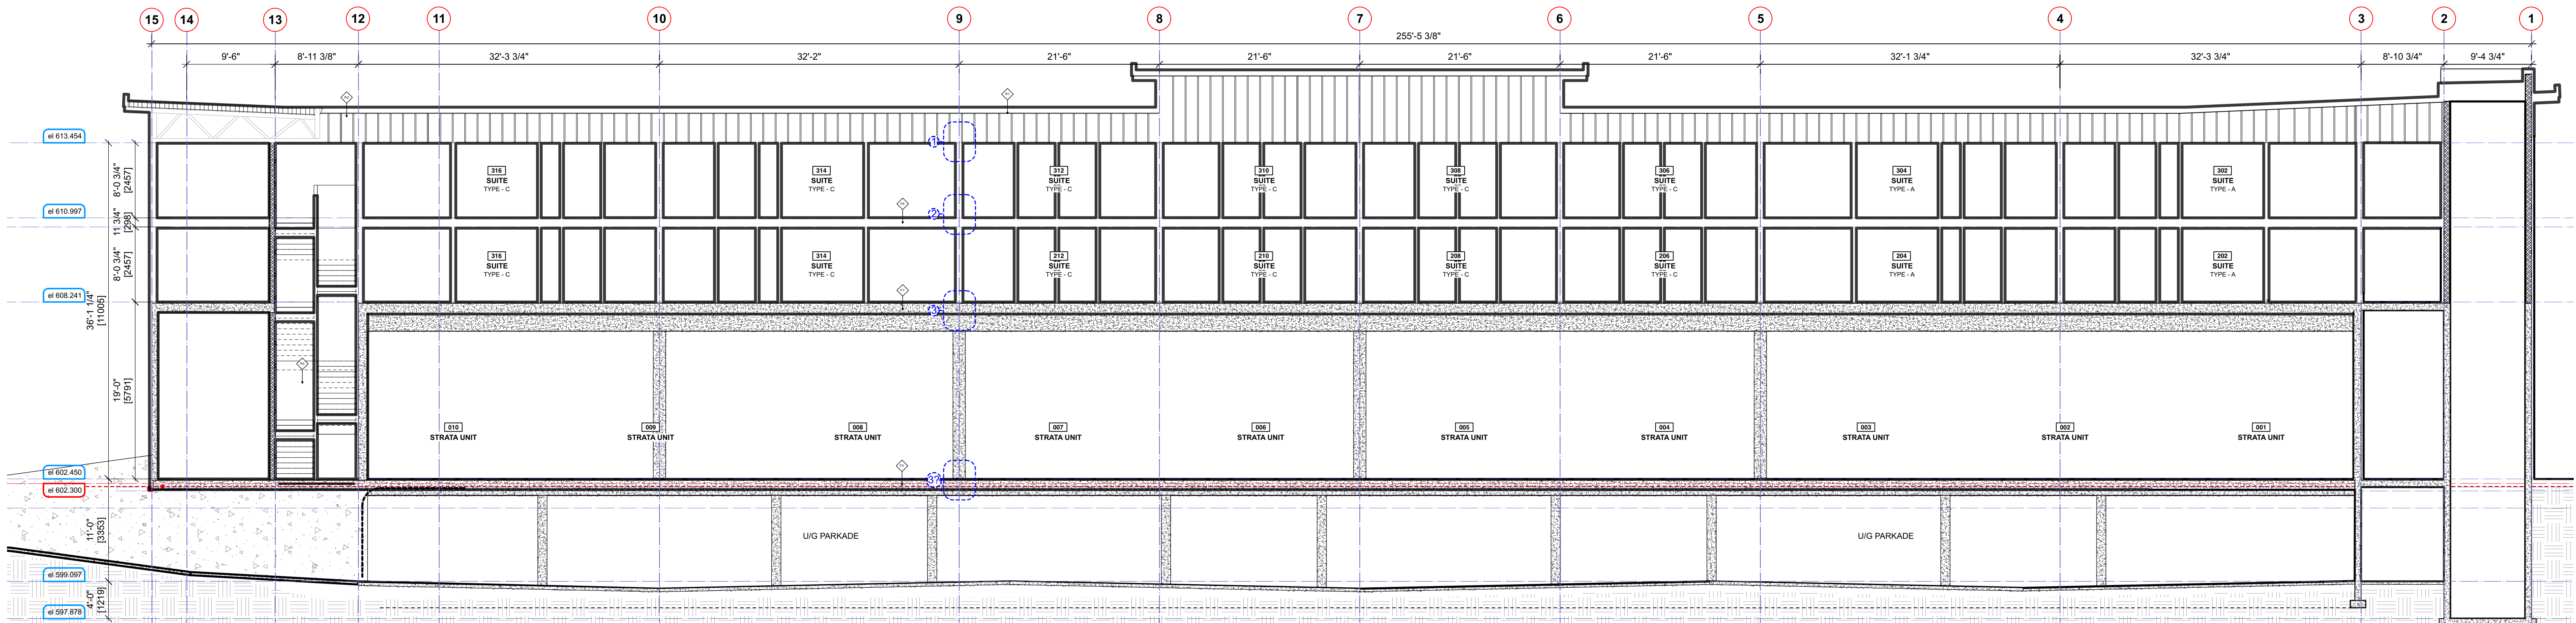 15 14 13 12 11 10 9 8 7 6 5 4 3 2 1
255'-5 3/8"
9'-6" 8'-11 3/8" 32'-3 3/4" 32'-2" 21'-6" 21'-6" 21'-6" 21'-6" 32'-1 3/4" 32'-3 3/4" 8'-10 3/4" 9'-4 3/4"
el 613.454
1
8'-0 3/4"
[2457]
316 314 312 310 308 306 304 302
SUITE SUITE SUITE SUITE SUITE SUITE SUITE SUITE
TYPE - C TYPE - C TYPE - C TYPE - C TYPE - C TYPE - C TYPE - A TYPE - A
el 610.997
2
11 3/4"
[298]
8'-0 3/4"
[2457]
316 314 212 210 208 206 204 202
SUITE SUITE SUITE SUITE SUITE SUITE SUITE SUITE
TYPE - C TYPE - C TYPE - C TYPE - C TYPE - C TYPE - C TYPE - A TYPE - A
el 608.241
3
36'-1 1/4"
[11005]
19'-0"
[5791]
010 009 008 007 006 005 004 003 002 001
STRATA UNIT STRATA UNIT STRATA UNIT STRATA UNIT STRATA UNIT STRATA UNIT STRATA UNIT STRATA UNIT STRATA UNIT STRATA UNIT
el 602.450
3?
el 602.300
11'-0"
[3353]
U/G PARKADE U/G PARKADE
el 599.097
4'-0"
[1219]
el 597.878